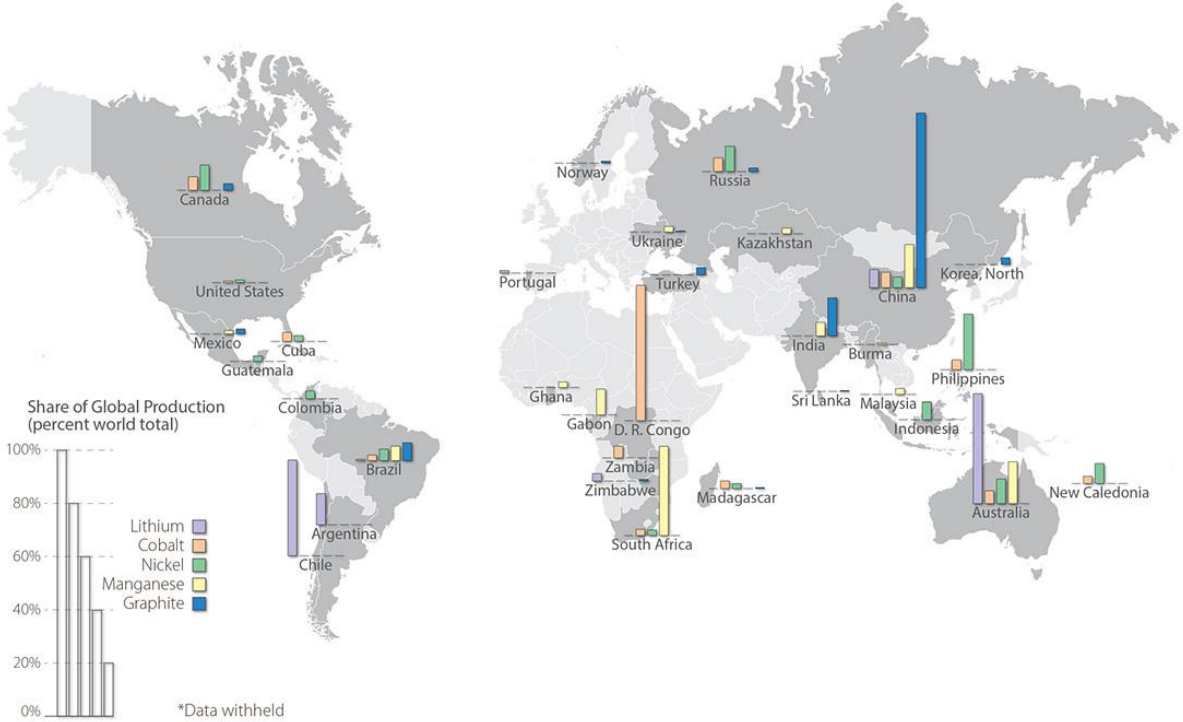 Norway
Russia
Canada
Ukraine
Kazakhstan
Portugal
Turkey
Korea, North
China
United States
Mexico
Cuba
India
Burma
Guatemala
Philippines
Ghana
Sri Lanka
Malaysia
Colombia
Gabon
D. R. Congo
Indonesia
Share of Global Production
(percent world total)
100%
80%
60%
40%
20%
0%
Brazil
Zambia
Zimbabwe
Madagascar
New Caledonia
Australia
Argentina
South Africa
Chile
Lithium
Cobalt
Nickel
Manganese
Graphite
*Data withheld